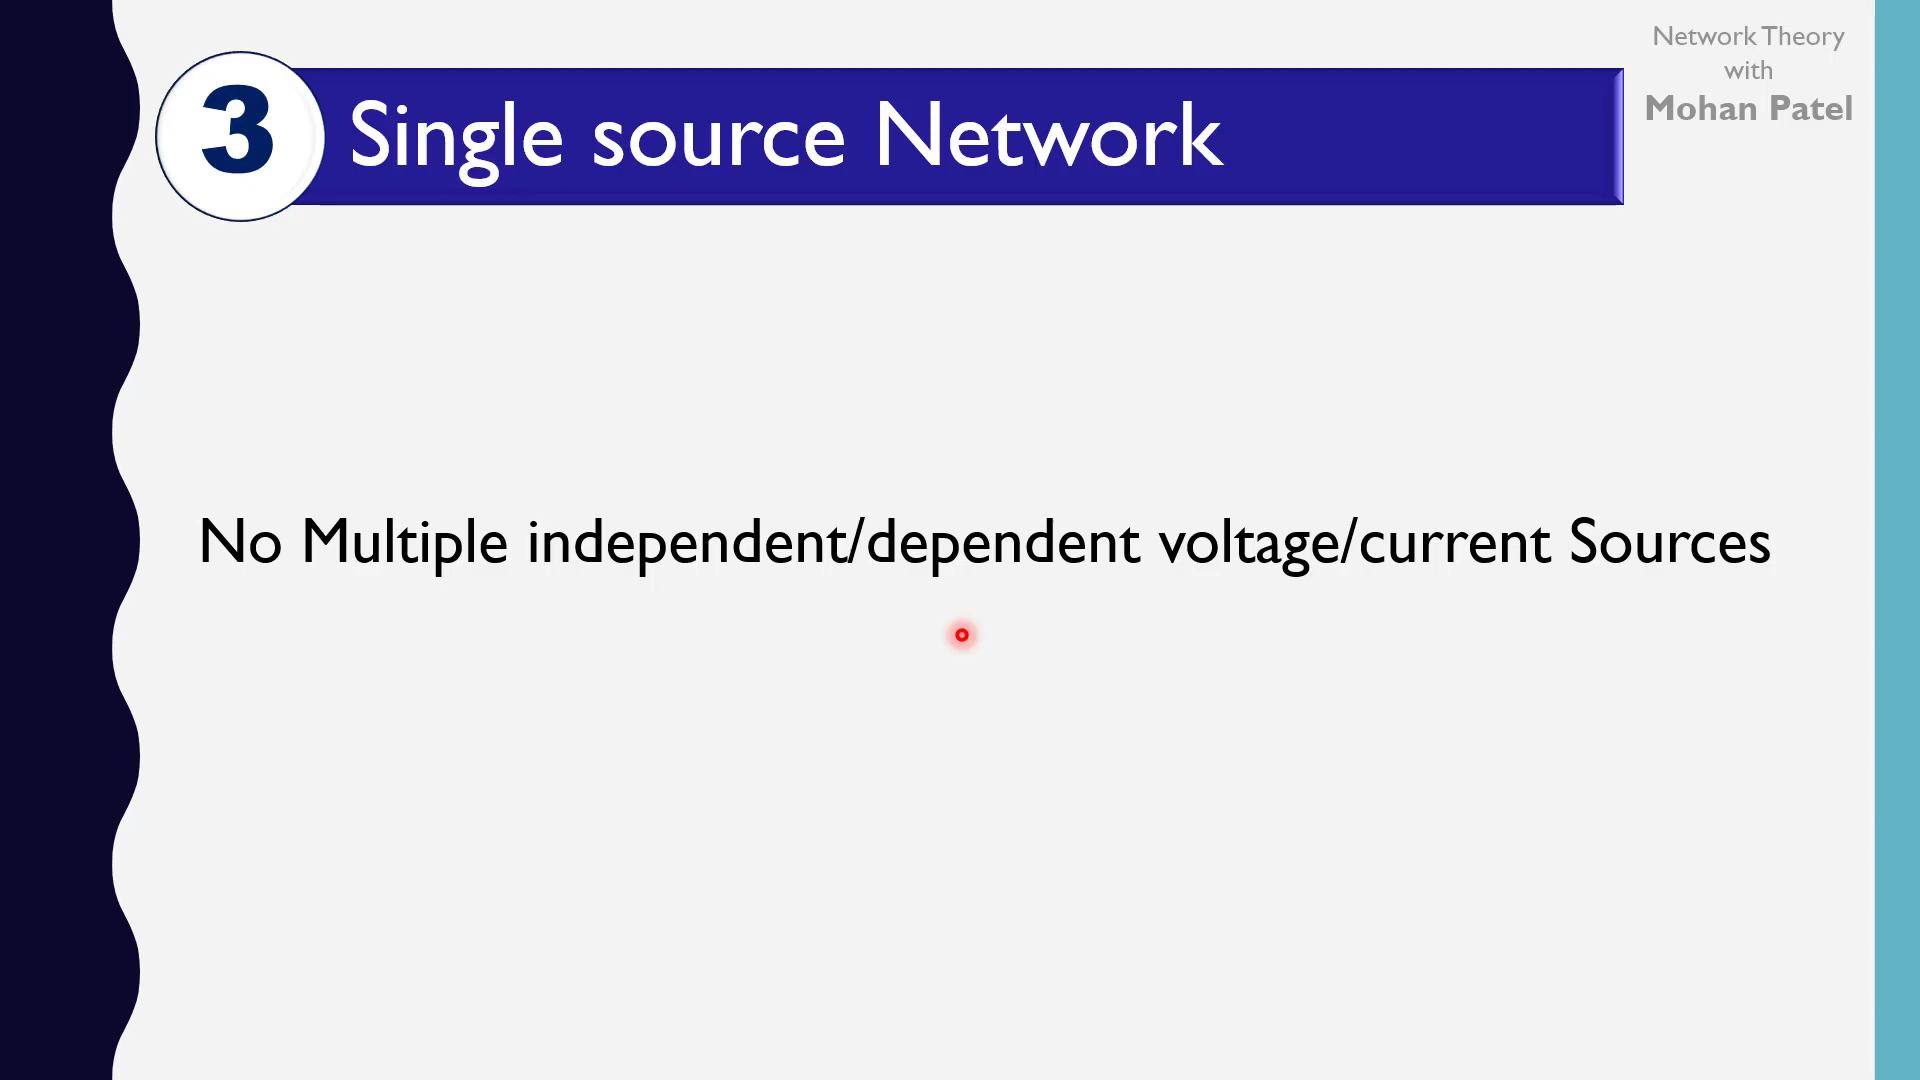 Network Theory
with
Mohan Patel
3 Single source Network
No Multiple independent/dependent voltage/current Sources